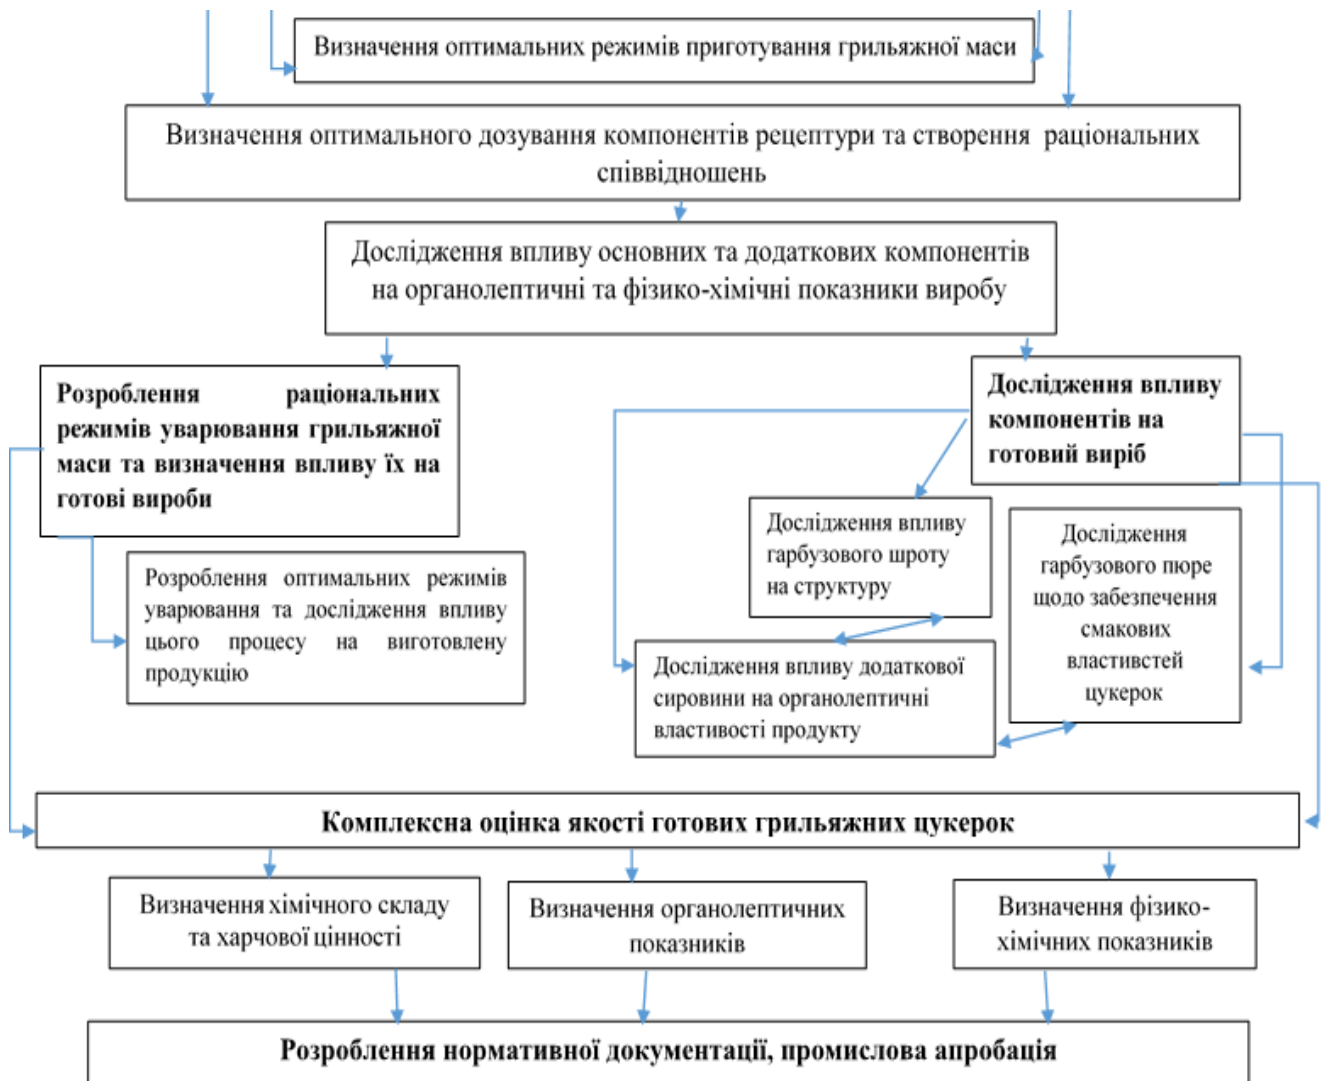 Визначення оптимальних режимів приготування грильяжної маси
Визначення оптимального дозування компонентів рецептури та створення раціональних
співвідношень
Дослідження впливу основних та додаткових компонентів
на органолептичні та фізико-хімічні показники виробу
Розроблення раціональних
режимів уварювання грильяжної
маси та визначення впливу їх на
готові вироби
Дослідження впливу
компонентів на
готовий виріб
Розроблення оптимальних режимів
уварювання та дослідження впливу
цього процесу на виготовлену
продукцію
Дослідження впливу
гарбузового шроту
на структуру
Дослідження
гарбузового пюре
щодо забезпечення
смакових
властивстей
цукерок
Дослідження впливу додаткової
сировини на органолептичні
властивості продукту
Комплексна оцінка якості готових грильяжних цукерок
Визначення хімічного складу
та харчової цінності
Визначення органолептичних
показників
Визначення фізико-
хімічних показників
Розроблення нормативної документації, промислова апробація